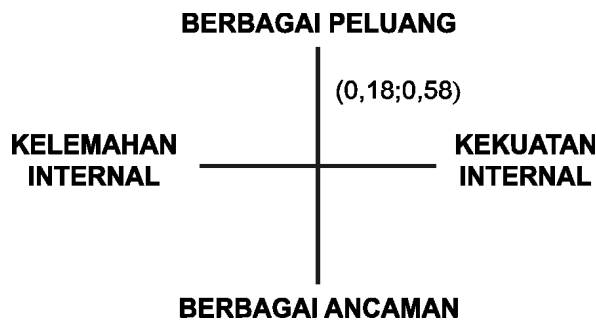 BERBAGAI PELUANG
(0,18;0,58)
KELEMAHAN
INTERNAL
KEKUATAN
INTERNAL
BERBAGAI ANCAMAN